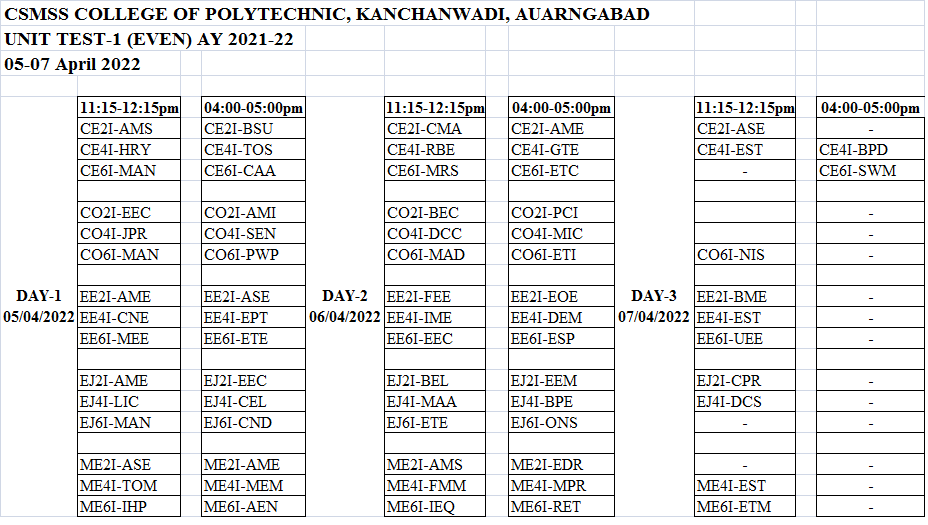 CSMSS COLLEGE OF POLYTECHNIC, KANCHANWADI, AUARNGABAD
UNIT TEST-1 (EVEN) AY 2021-22
05-07 April 2022
11:15-12:15pm 04:00-05:00pm 11:15-12:15pm 04:00-05:00pm 11:15-12:15pm 04:00-05:00pm
CE2I-AMS CE2I-BSU CE2I-CMA CE2I-AME CE2I-ASE -
CE4I-HRY CE4I-TOS CE4I-RBE CE4I-GTE CE4I-EST CE4I-BPD
CE6I-MAN CE6I-CAA CE6I-MRS CE6I-ETC - CE6I-SWM
CO2I-EEC CO2I-AMI CO2I-BEC CO2I-PCI -
CO4I-JPR CO4I-SEN CO4I-DCC CO4I-MIC -
CO6I-MAN CO6I-PWP CO6I-MAD CO6I-ETI CO6I-NIS -
DAY-1 EE2I-AME EE2I-ASE DAY-2 EE2I-FEE EE2I-EOE DAY-3 EE2I-BME -
05/04/2022 EE4I-CNE EE4I-EPT 06/04/2022 EE4I-IME EE4I-DEM 07/04/2022 EE4I-EST -
EE6I-MEE EE6I-ETE EE6I-EEC EE6I-ESP EE6I-UEE -
EJ2I-AME EJ2I-EEC EJ2I-BEL EJ2I-EEM EJ2I-CPR -
EJ4I-LIC EJ4I-CEL EJ4I-MAA EJ4I-BPE EJ4I-DCS -
EJ6I-MAN EJ6I-CND EJ6I-ETE EJ6I-ONS - -
ME2I-ASE ME2I-AME ME2I-AMS ME2I-EDR - -
ME4I-TOM ME4I-MEM ME4I-FMM ME4I-MPR ME4I-EST -
ME6I-IHP ME6I-AEN ME6I-IEQ ME6I-RET ME6I-ETM -